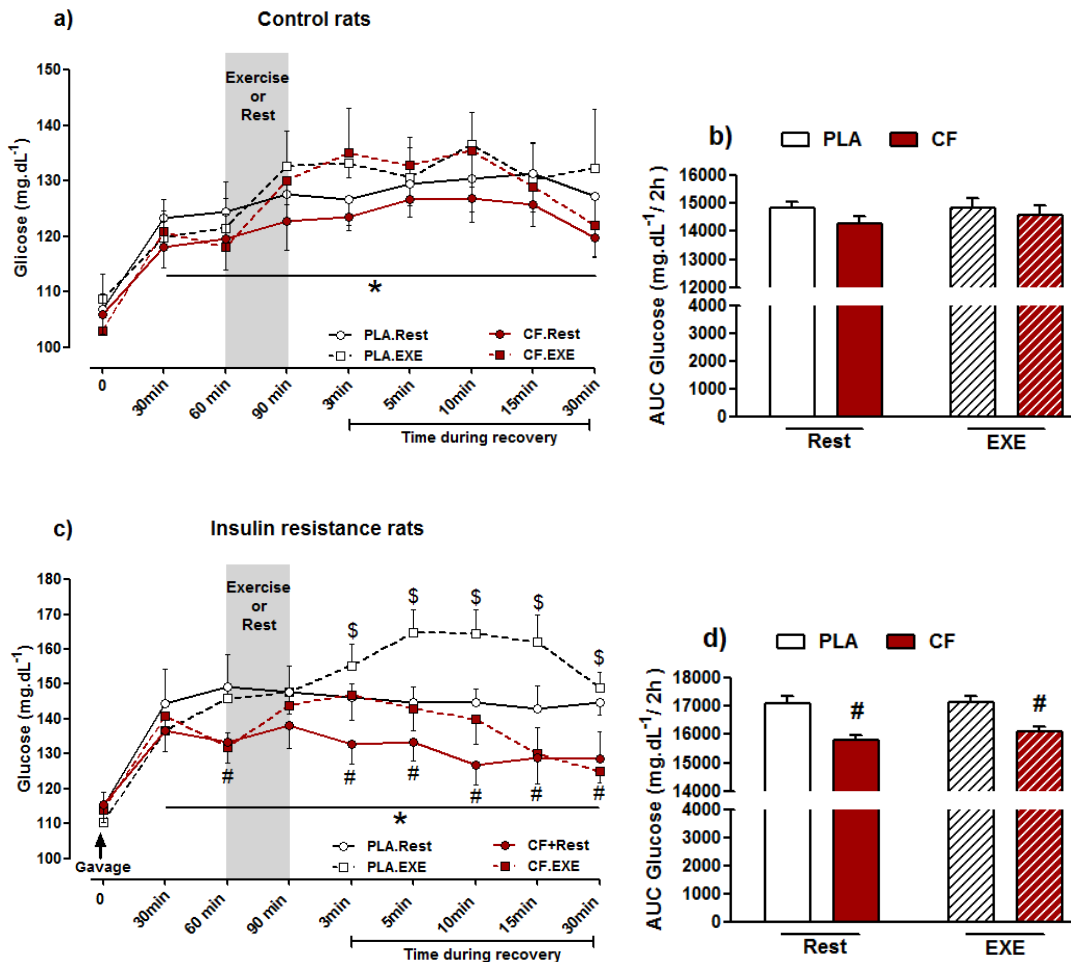 a)
Control rats
Exercise
or
Rest
Glicose (mg.dL⁻¹)
150
140
130
120
110
100
*
PLA.Rest
CF.Rest
PLA.EXE
CF.EXE
0
30min
60 min
90 min
3min
5min
10min
15min
30min
Time during recovery
b)
PLA
CF
AUC Glucose (mg.dL⁻¹/ 2h)
16000
15000
14000
13000
12000
4000
3000
2000
1000
0
Rest
EXE
c)
Insulin resistance rats
Exercise
or
Rest
Glucose (mg.dL⁻¹)
180
170
160
150
140
130
120
110
100
$
$
$
$
$
#
#
#
#
#
#
*
Gavage
PLA.Rest
CF+Rest
PLA.EXE
CF.EXE
0
30min
60 min
90 min
3min
5min
10min
15min
30min
Time during recovery
d)
PLA
CF
AUC Glucose (mg.dL⁻¹/ 2h)
18000
17000
16000
15000
14000
5000
4000
3000
2000
1000
0
#
#
Rest
EXE